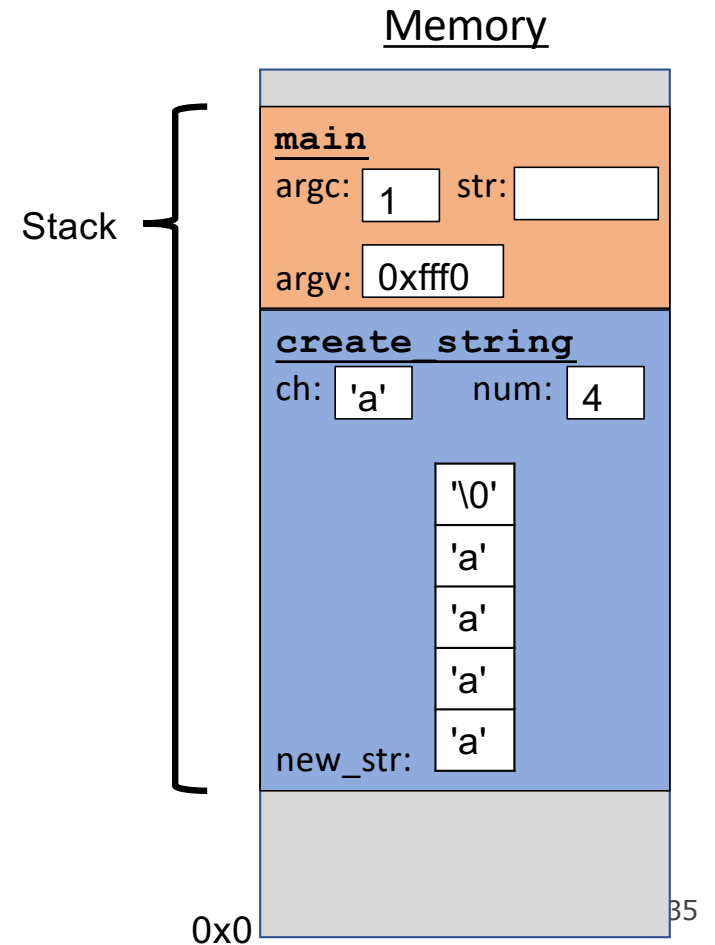 Memory
main
argc: 1 str:
Stack
argv: 0xfff0
create_string
ch: 'a' num: 4
'\0'
'a'
'a'
'a'
'a'
new_str:
35
0x0